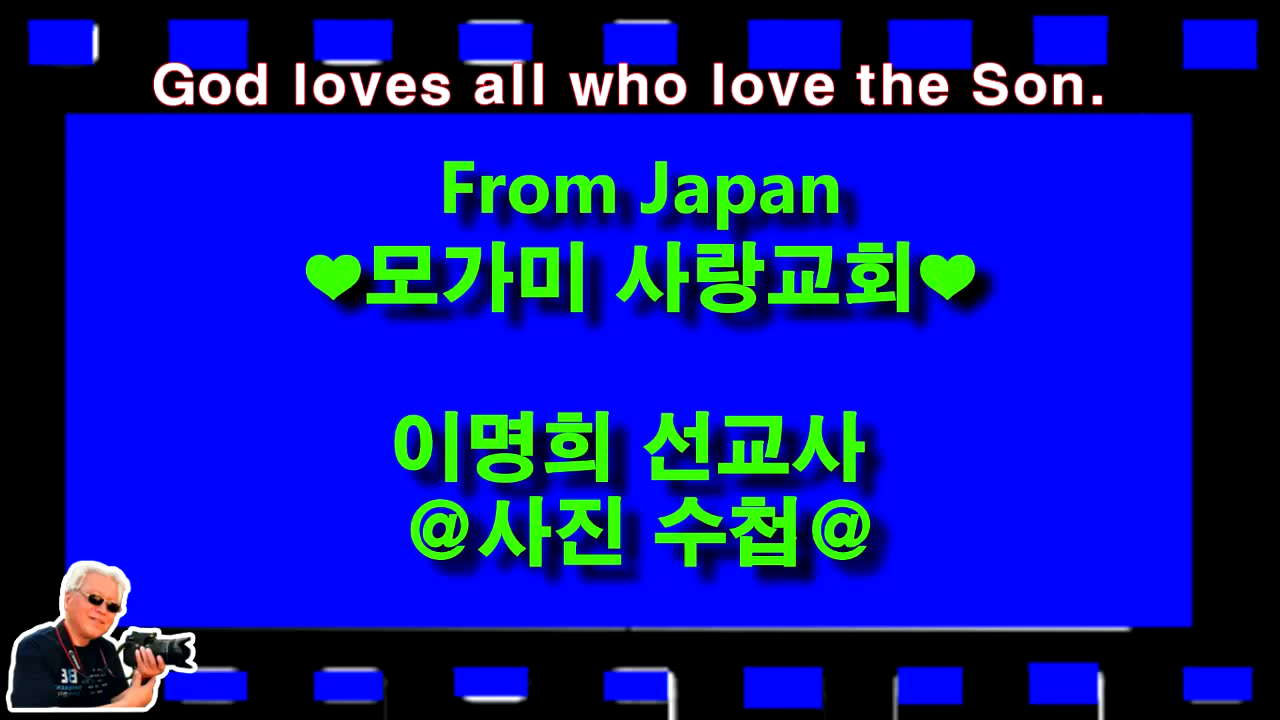 God loves all who love the Son.
From Japan
♥모가미 사랑교회♥
이명희 선교사
@사진 수첩@